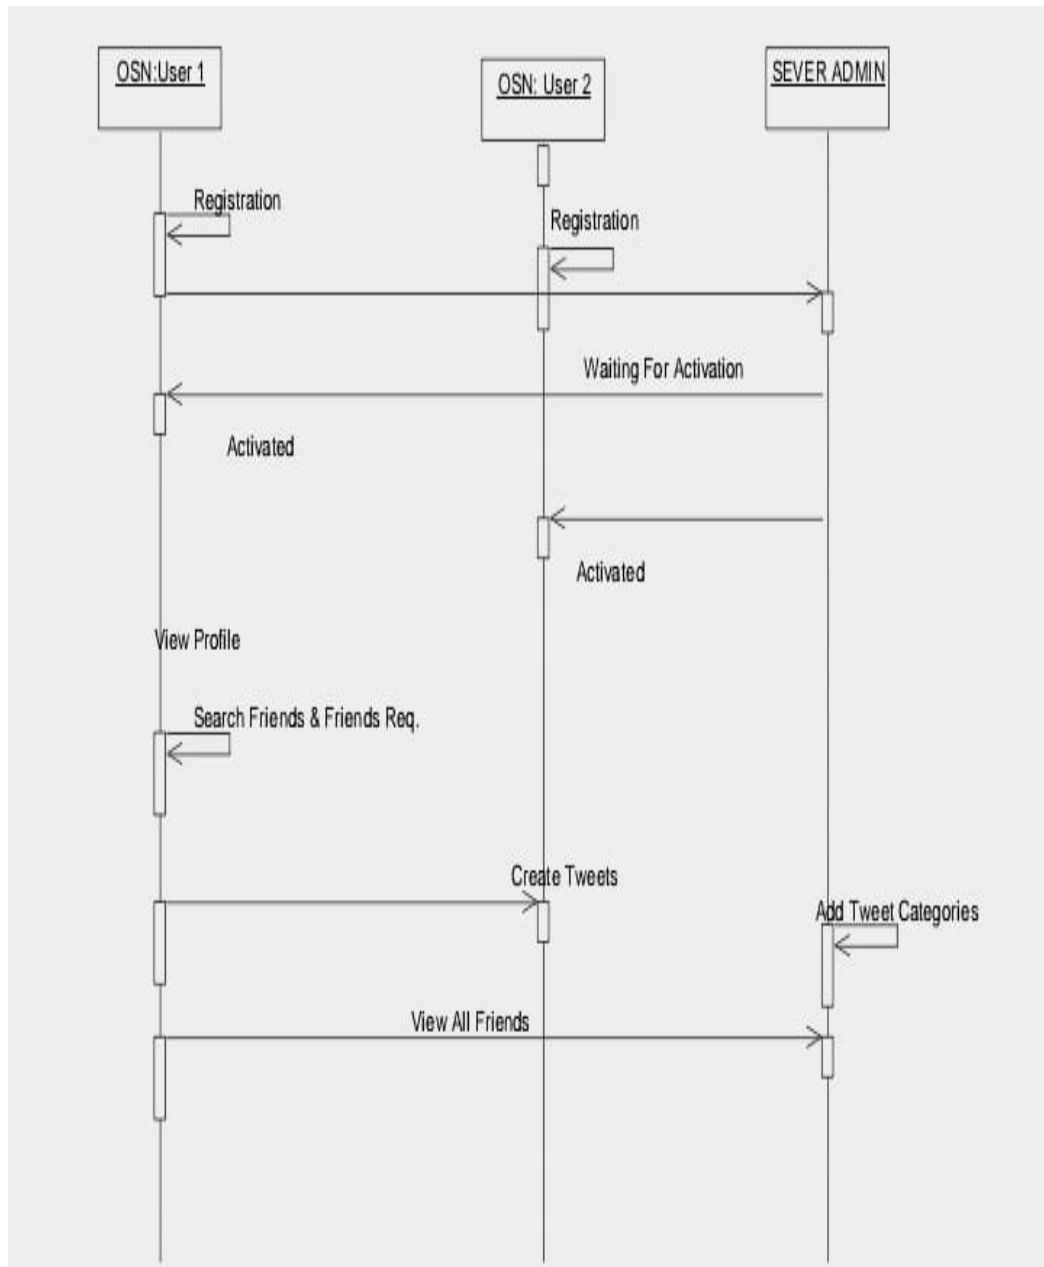 OSN:User 1
OSN: User 2
SEVER ADMIN
Registration
Registration
Waiting For Activation
Activated
Activated
View Profile
Search Friends & Friends Req.
Create Tweets
Add Tweet Categories
View All Friends